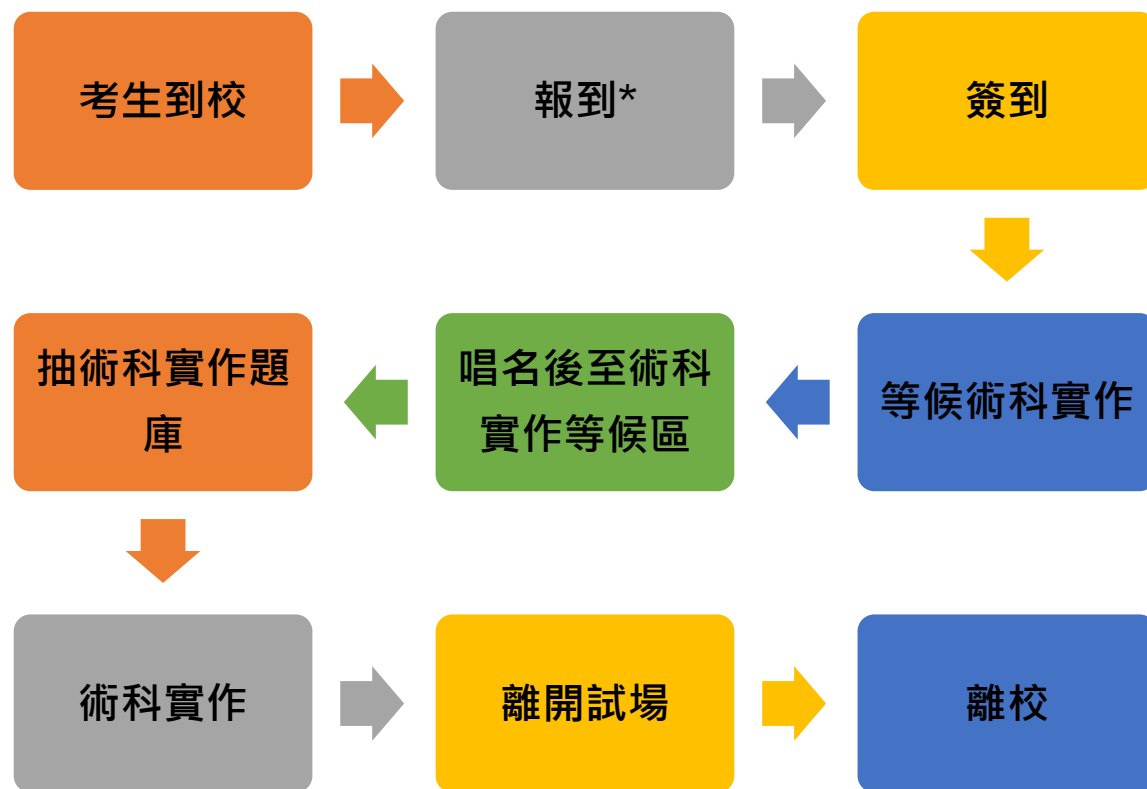 考生到校
報到*
簽到
等候術科實作
唱名後至術科
實作等候區
抽術科實作題
庫
術科實作
離開試場
離校